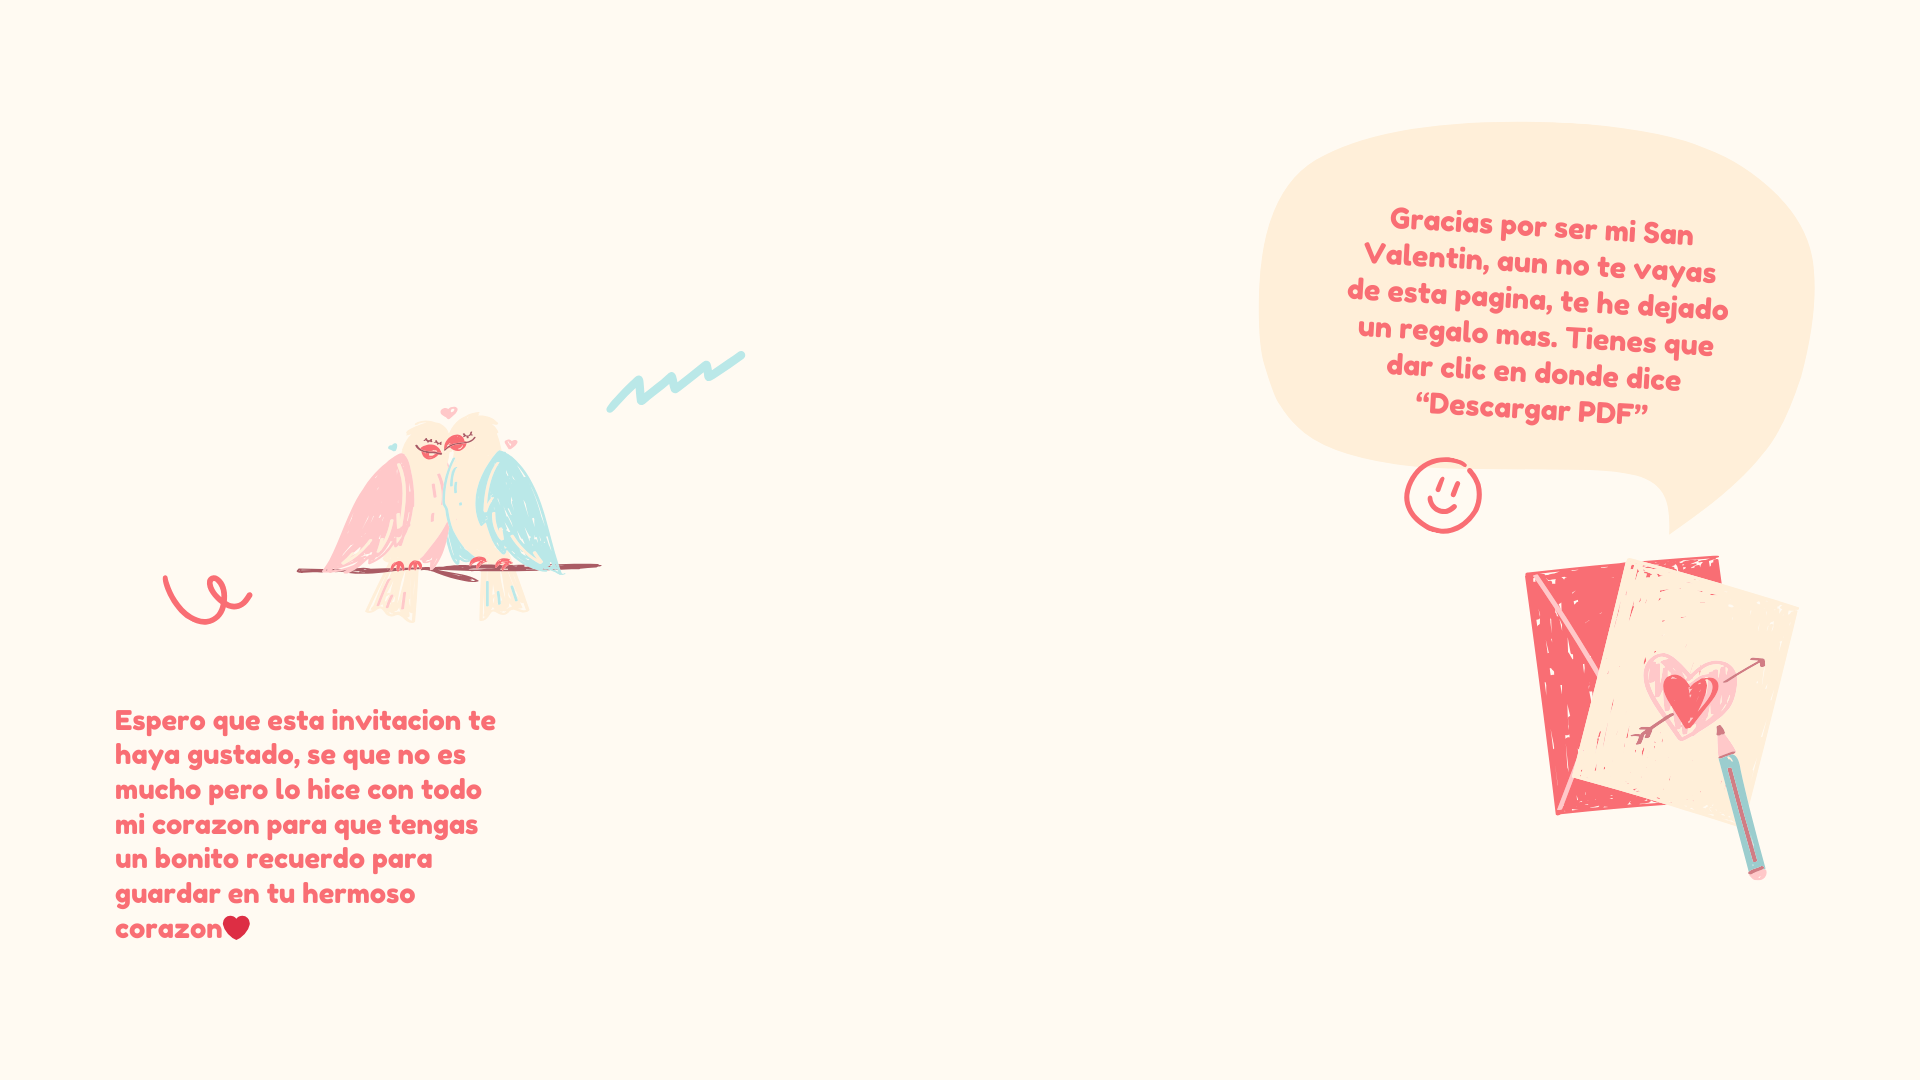 Gracias por ser mi San
Valentin, aun no te vayas
de esta pagina, te he dejado
un regalo mas. Tienes que
dar clic en donde dice
“Descargar PDF”
Espero que esta invitacion te
haya gustado, se que no es
mucho pero lo hice con todo
mi corazon para que tengas
un bonito recuerdo para
guardar en tu hermoso
corazon❤